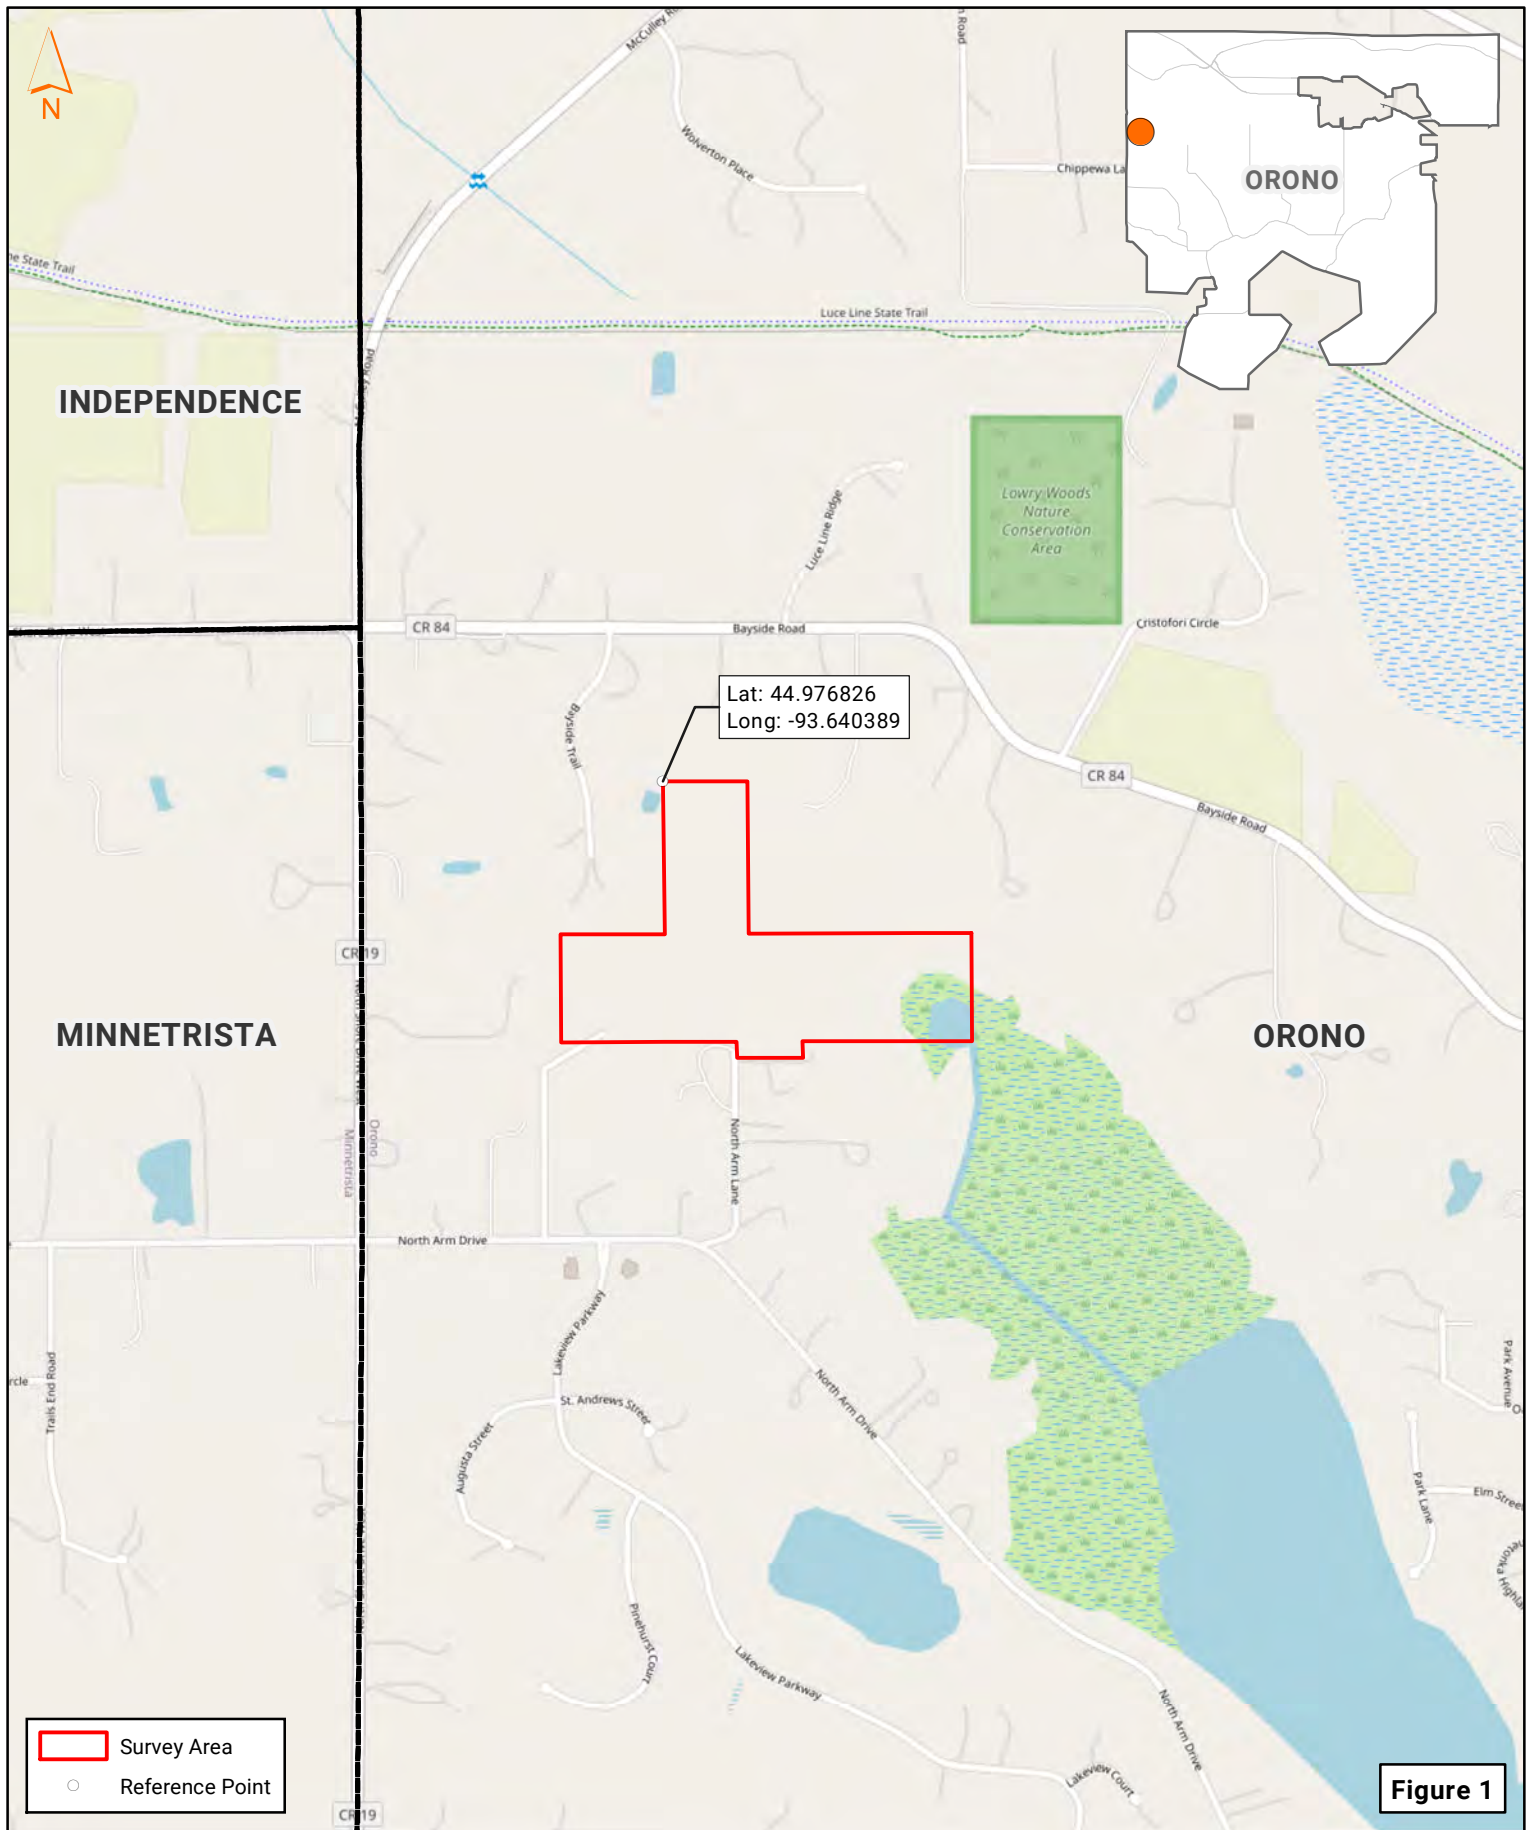 N
Wolverton Place
Chippewa La
ORONO
ne State Trail
Luce Line State Trail
INDEPENDENCE
Luce Line Ridge
Lowry Woods
Nature
Conservation
Area
CR 84
Bayside Road
Cristofori Circle
Lat: 44.976826
Long: -93.640389
Bayside Trail
CR 84
Bayside Road
CR 19
MINNETRISTA
ORONO
Orono
Minnetrista
North Arm Lane
North Arm Drive
Lakeview Parkway
rcle
Trails End Road
St. Andrews Street
Augusta Street
North Arm Drive
Park Avenue
Park Lane
Elm Street
Pinehurst Court
Lakeview Parkway
North Arm Drive
Lakeview Court
Survey Area
Reference Point
CR 19
Figure 1